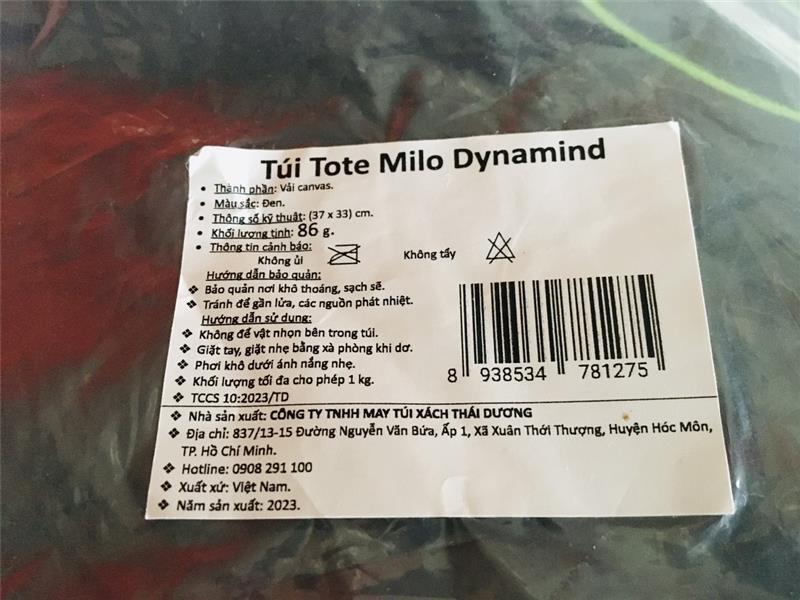 Túi Tote Milo Dynamind
• Thành phần: Vải canvas.
• Màu sắc: Đen.
• Thông số kỹ thuật: (37 x 33) cm.
• Khối lượng tịnh: 86 g.
• Thông tin cảnh báo:
Không ủi Không tẩy
Hướng dẫn bảo quản:
❖ Bảo quản nơi khô thoáng, sạch sẽ.
❖ Tránh để gần lửa, các nguồn phát nhiệt.
Hướng dẫn sử dụng:
❖ Không để vật nhọn bên trong túi.
❖ Giặt tay, giặt nhẹ bằng xà phòng khi dơ.
❖ Phơi khô dưới ánh nắng nhẹ.
❖ Khối lượng tối đa cho phép 1 kg.
❖ TCCS 10:2023/TD
8 938534 781275
❖ Nhà sản xuất: CÔNG TY TNHH MAY TÚI XÁCH THÁI DƯƠNG
❖ Địa chỉ: 837/13-15 Đường Nguyễn Văn Bứa, Ấp 1, Xã Xuân Thới Thượng, Huyện Hóc Môn,
TP. Hồ Chí Minh.
❖ Hotline: 0908 291 100
❖ Xuất xứ: Việt Nam.
❖ Năm sản xuất: 2023.